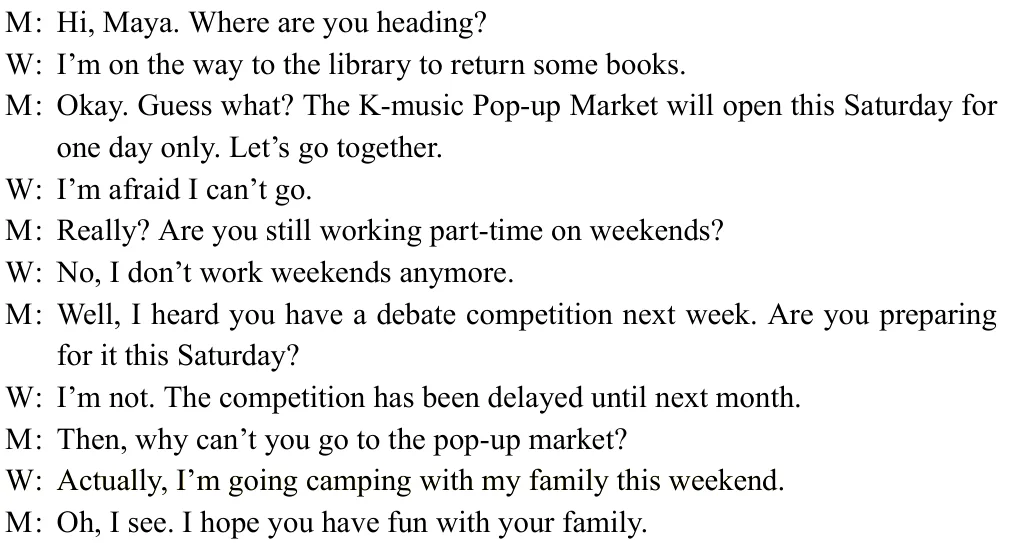 M: Hi, Maya. Where are you heading?
W: I'm on the way to the library to return some books.
M: Okay. Guess what? The K-music Pop-up Market will open this Saturday for
one day only. Let's go together.
W: I'm afraid I can't go.
M: Really? Are you still working part-time on weekends?
W: No, I don't work weekends anymore.
M: Well, I heard you have a debate competition next week. Are you preparing
for it this Saturday?
W: I'm not. The competition has been delayed until next month.
M: Then, why can't you go to the pop-up market?
W: Actually, I'm going camping with my family this weekend.
M: Oh, I see. I hope you have fun with your family.